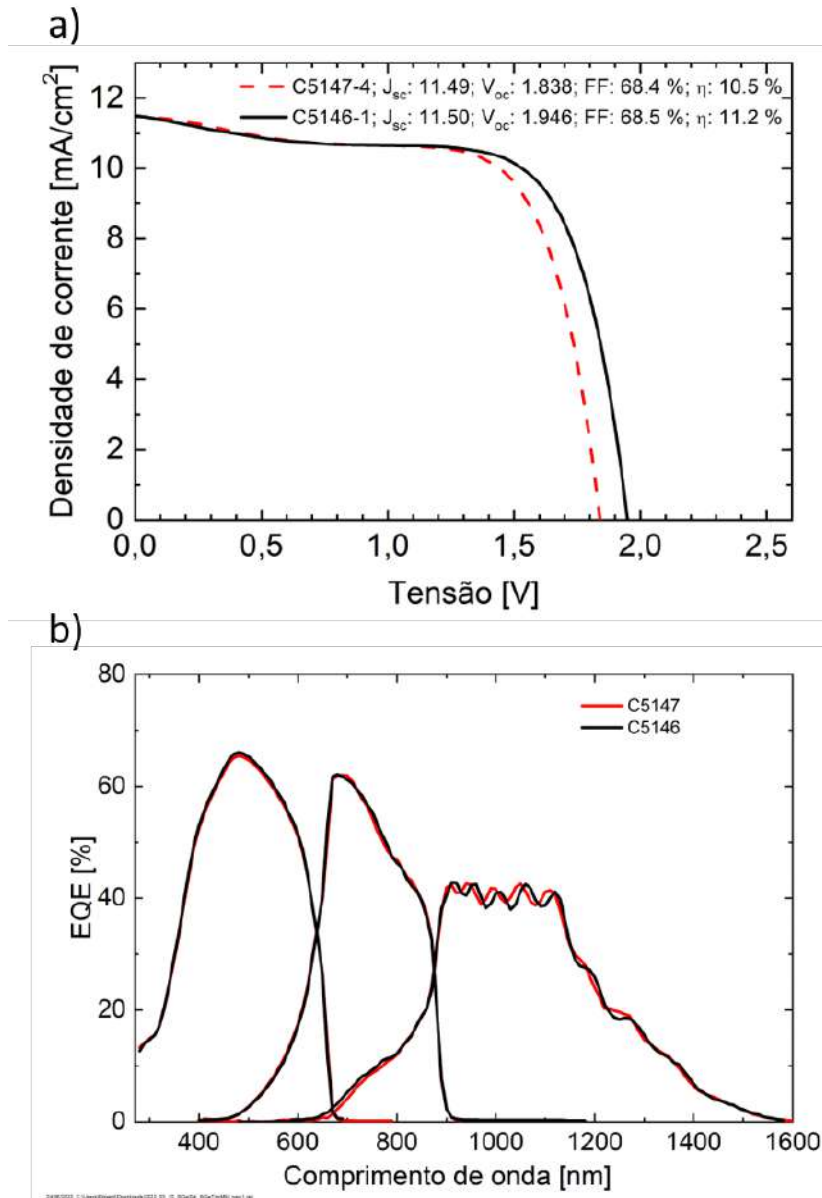 a)
C5147-4; Jsc: 11.49; Voc: 1.838; FF: 68.4 %; η: 10.5 %
C5146-1; Jsc: 11.50; Voc: 1.946; FF: 68.5 %; η: 11.2 %
Densidade de corrente [mA/cm²]
12
10
8
6
4
2
0
0,0 0,5 1,0 1,5 2,0 2,5
Tensão [V]
b)
C5147
C5146
EQE [%]
80
60
40
20
0
400 600 800 1000 1200 1400 1600
Comprimento de onda [nm]